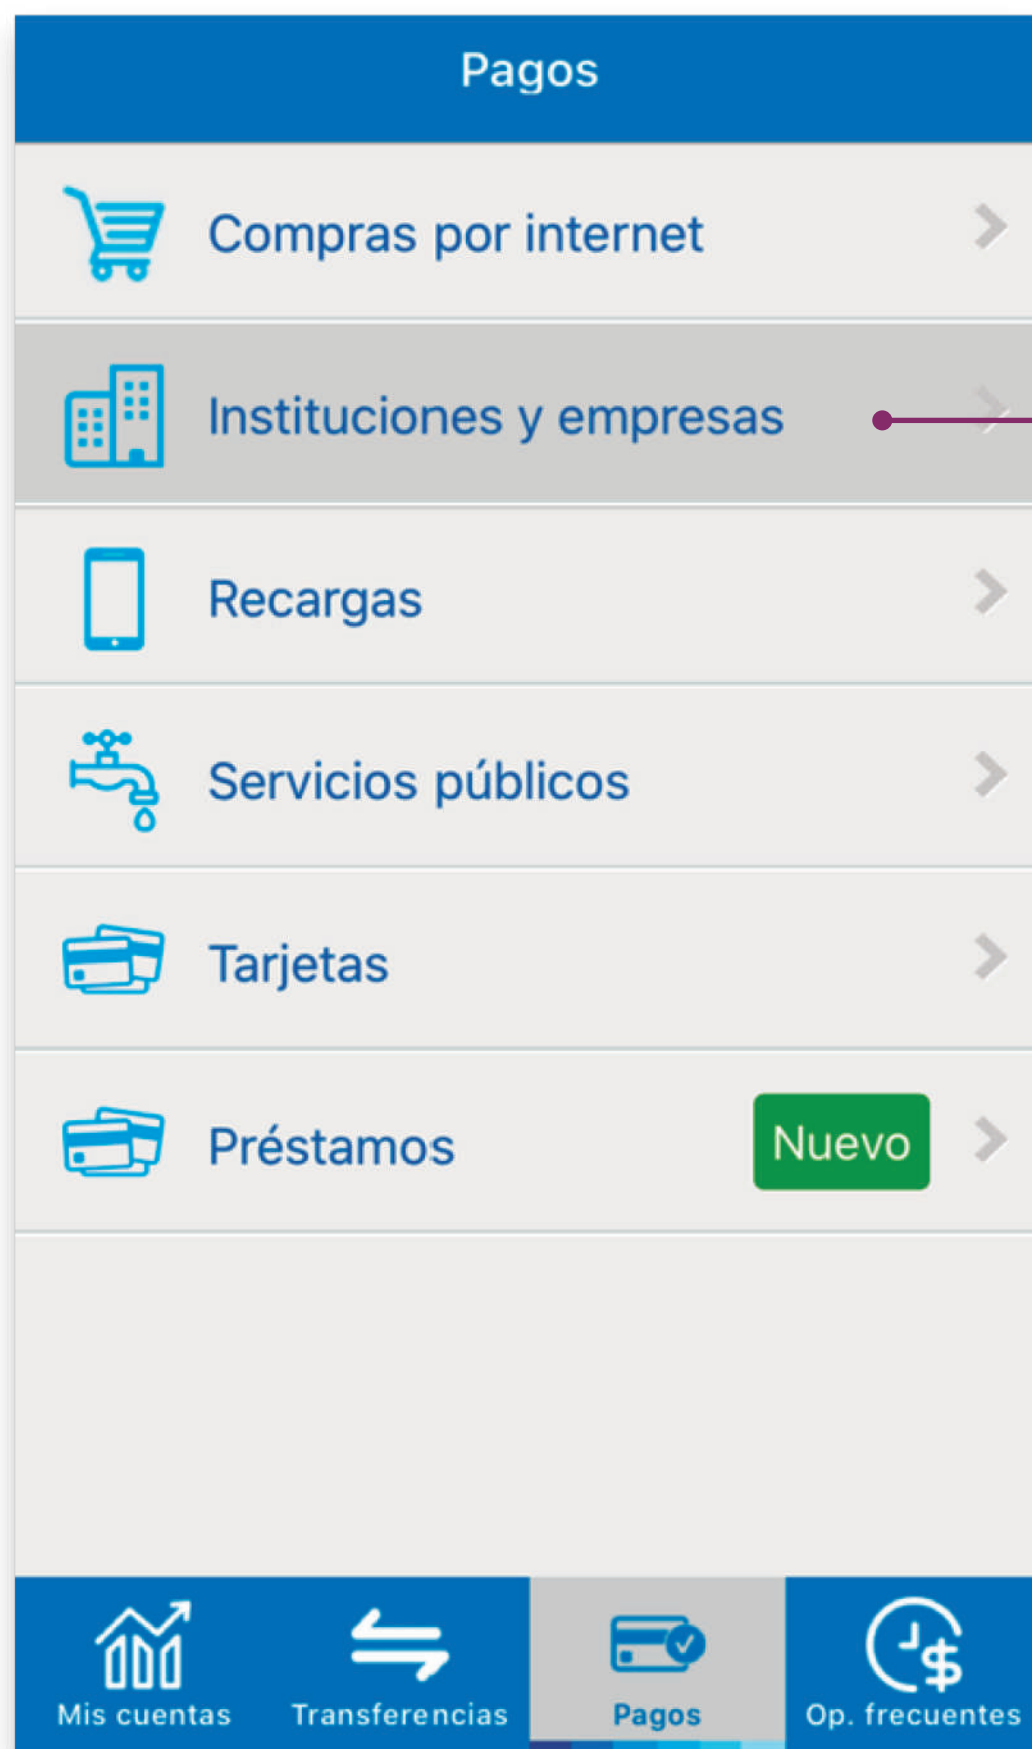 Pagos
Compras por internet
Instituciones y empresas
Recargas
Servicios públicos
Tarjetas
Préstamos Nuevo
Mis cuentas Transferencias Pagos Op. frecuentes